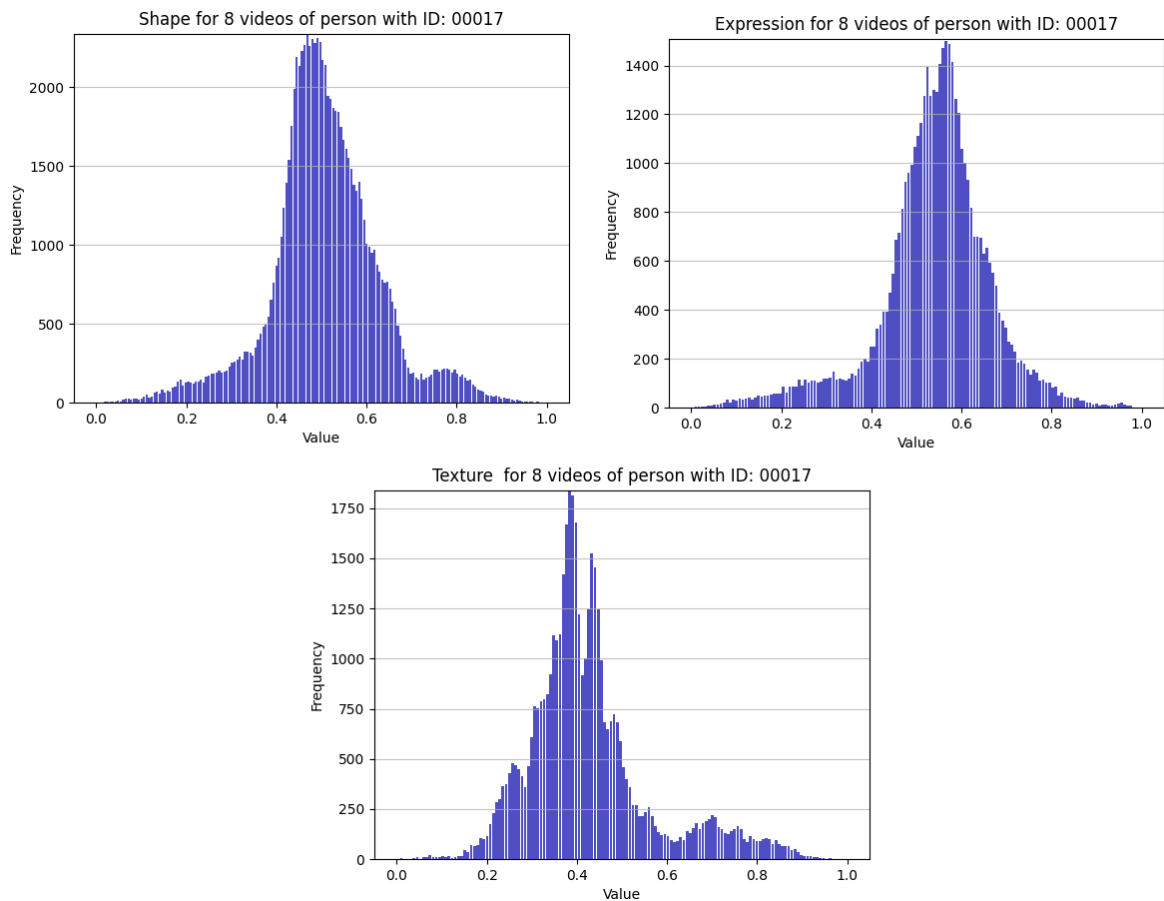 Shape for 8 videos of person with ID: 00017
2000
1500
1000
500
0
Frequency
0.0 0.2 0.4 0.6 0.8 1.0
Value
Expression for 8 videos of person with ID: 00017
1400
1200
1000
800
600
400
200
0
Frequency
0.0 0.2 0.4 0.6 0.8 1.0
Value
Texture  for 8 videos of person with ID: 00017
1750
1500
1250
1000
750
500
250
0
Frequency
0.0 0.2 0.4 0.6 0.8 1.0
Value